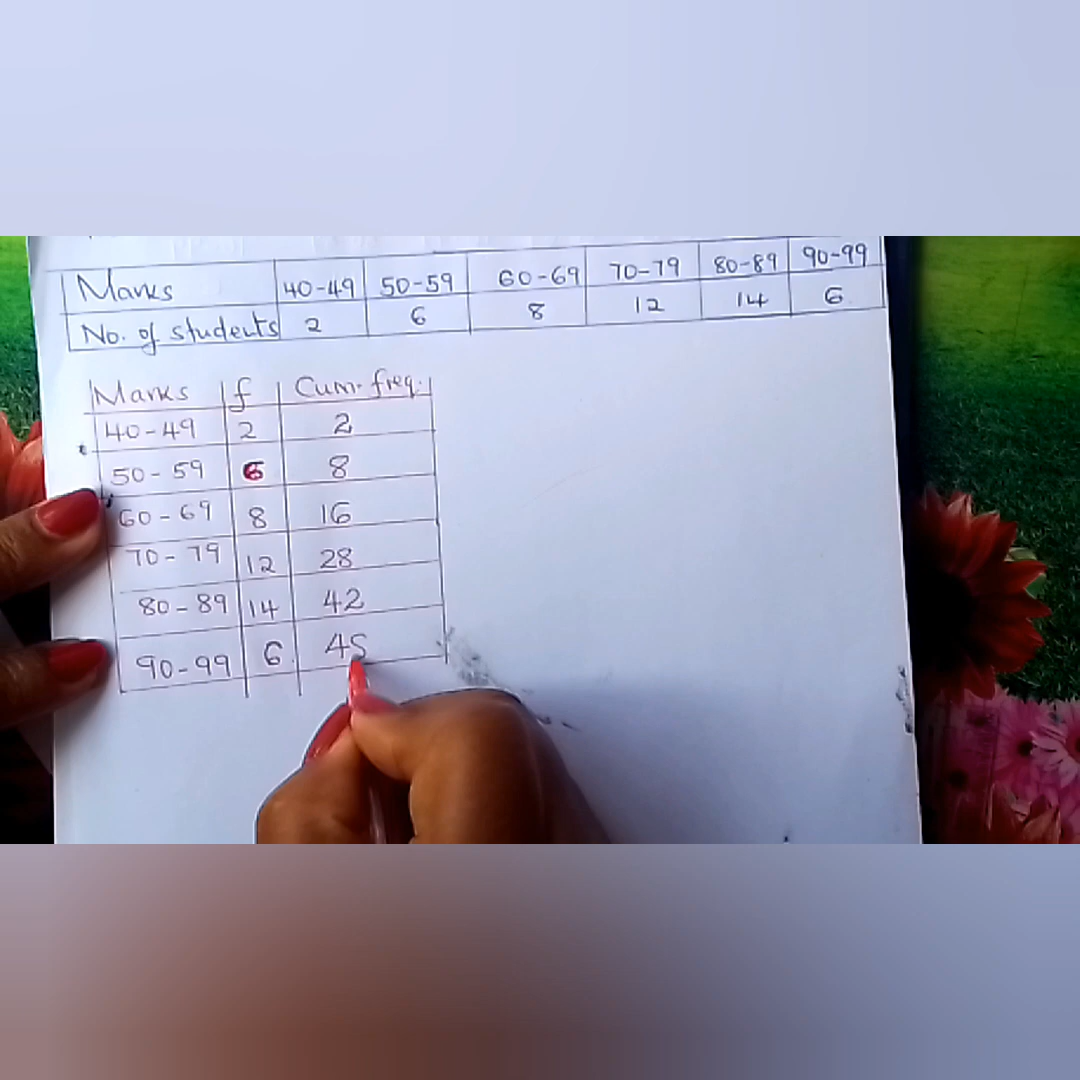 Marks 40-49 50-59 60-69 70-79 80-89 90-99
No. of students 2 6 8 12 14 6
Marks f Cum. freq.
40-49 2 2
50-59 6 8
60-69 8 16
70-79 12 28
80-89 14 42
90-99 6